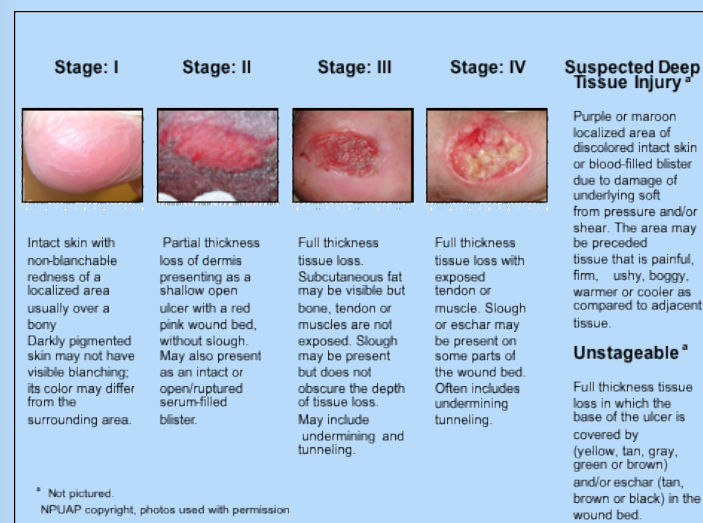 Stage: I
Intact skin with
non-blanchable
redness of a
localized area
usually over a
bony
Darkly pigmented
skin may not have
visible blanching;
its color may differ
from the
surrounding area.
Stage: II
Partial thickness
loss of dermis
presenting as a
shallow open
ulcer with a red
pink wound bed,
without slough.
May also present
as an intact or
open/ruptured
serum-filled
blister.
Stage: III
Full thickness
tissue loss.
Subcutaneous fat
may be visible but
bone, tendon or
muscles are not
exposed. Slough
may be present
but does not
obscure the depth
of tissue loss.
May include
undermining and
tunneling.
Stage: IV
Full thickness
tissue loss with
exposed
tendon or
muscle. Slough
or eschar may
be present on
some parts of
the wound bed.
Often includes
undermining
tunneling.
Suspected Deep
Tissue Injury a
Purple or maroon
localized area of
discolored intact skin
or blood-filled blister
due to damage of
underlying soft
from pressure and/or
shear. The area may
be preceded
tissue that is painful,
firm, ushy, boggy,
warmer or cooler as
compared to adjacent
tissue.
Unstageable a
Full thickness tissue
loss in which the
base of the ulcer is
covered by
(yellow, tan, gray,
green or brown)
and/or eschar (tan,
brown or black) in the
wound bed.
a Not pictured.
NPUAP copyright, photos used with permission